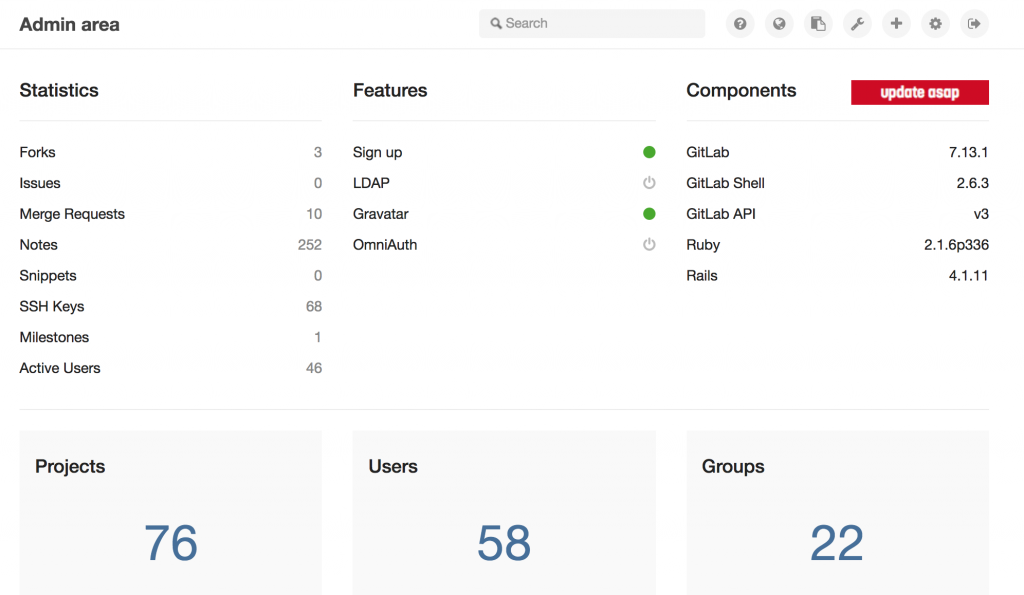 Admin area
Search
Statistics
Forks 3
Issues 0
Merge Requests 10
Notes 252
Snippets 0
SSH Keys 68
Milestones 1
Active Users 46
Features
Sign up
LDAP
Gravatar
OmniAuth
Components
update asap
GitLab 7.13.1
GitLab Shell 2.6.3
GitLab API v3
Ruby 2.1.6p336
Rails 4.1.11
Projects
76
Users
58
Groups
22